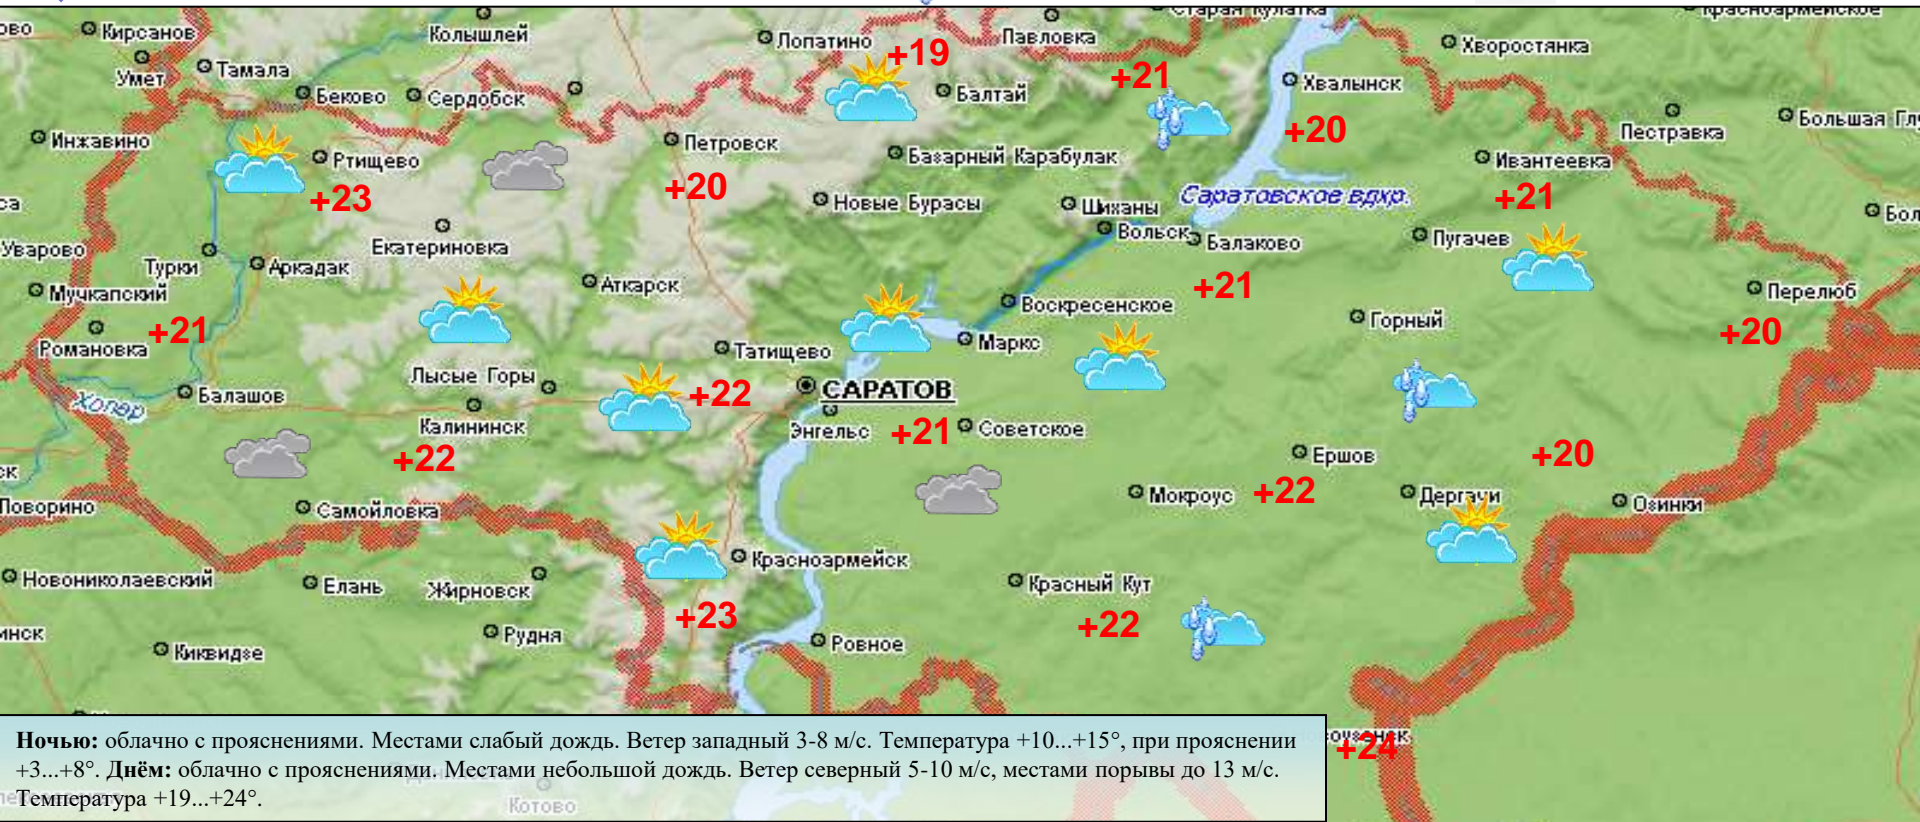 Старая Кулатка
Красноармейское
Кирсанов
Колышлей
Лопатино
+19
Павловка
Хворостянка
Умет
Тамала
Беково
Сердобск
Балтай
+21
Хвалынск
+20
Пестравка
Инжавино
Ртищево
+23
Петровск
+20
Базарный Карабулак
Ивантеевка
+21
Саратовское вдхр.
Новые Бурасы
Шиханы
Вольск
Балаково
Пугачев
Уварово
Турки
Аркадак
Екатериновка
Аткарск
+21
Мучкапский
Воскресенское
Перелюб
Горный
+20
Романовка
+21
Татищево
Маркс
Лысые Горы
Балашов
Хопер
+22
САРАТОВ
Калининск
Энгельс
+21
Советское
+22
Ершов
+20
Мокроус
+22
Дергачи
Озинки
Поворино
Самойловка
Новониколаевский
Елань
Жирновск
Красноармейск
Красный Кут
+23
+22
Рудня
Киквидзе
Ровное
+24
Ночью: облачно с прояснениями. Местами слабый дождь. Ветер западный 3-8 м/с. Температура +10...+15°, при прояснении
+3...+8°. Днём: облачно с прояснениями. Местами небольшой дождь. Ветер северный 5-10 м/с, местами порывы до 13 м/с.
Температура +19...+24°.
Котово